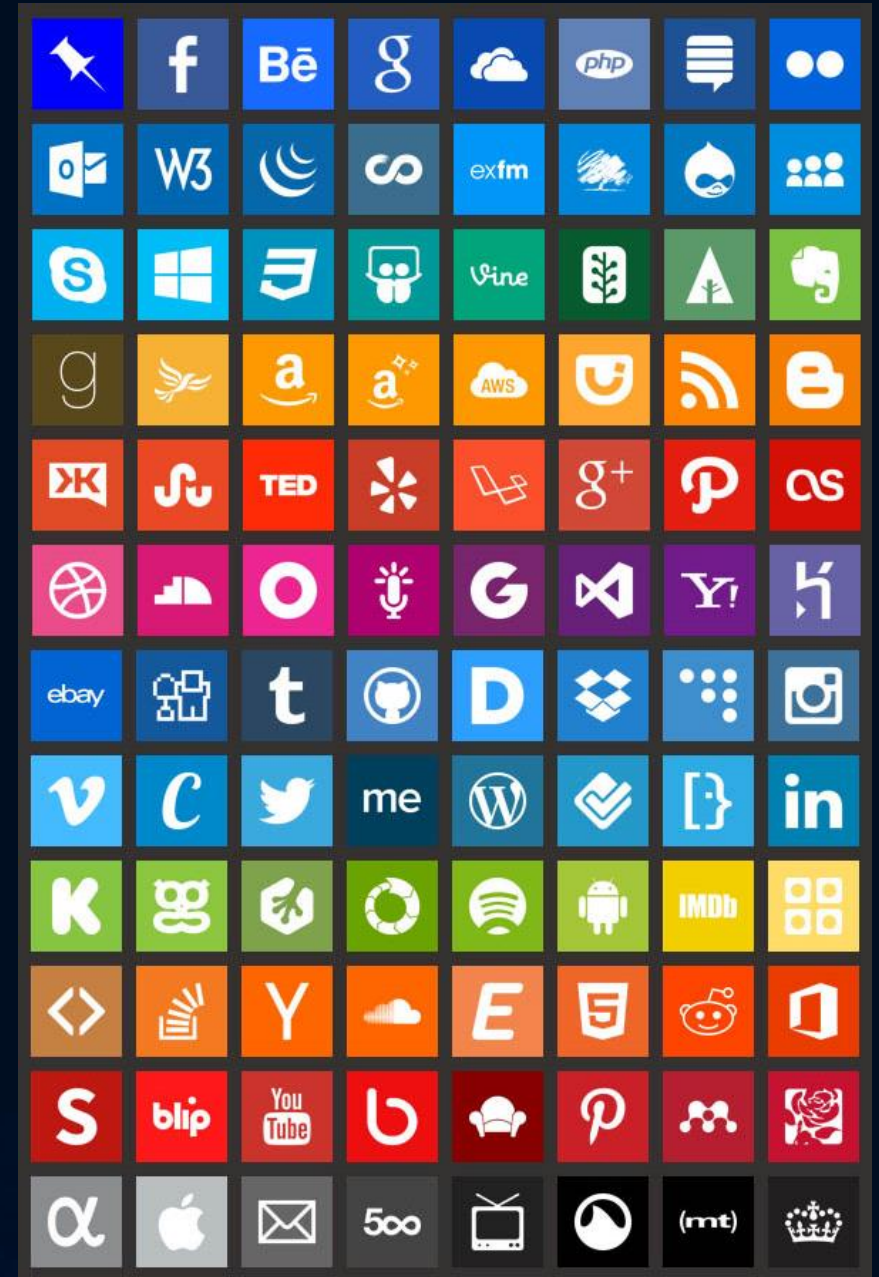 f Bē g php
W3 exfm
S Vine
g a a AWS
TED g+
G Y!
ebay t D
me W in
K IMDb
Y E 5
S blip You Tube b
α 500 (mt)